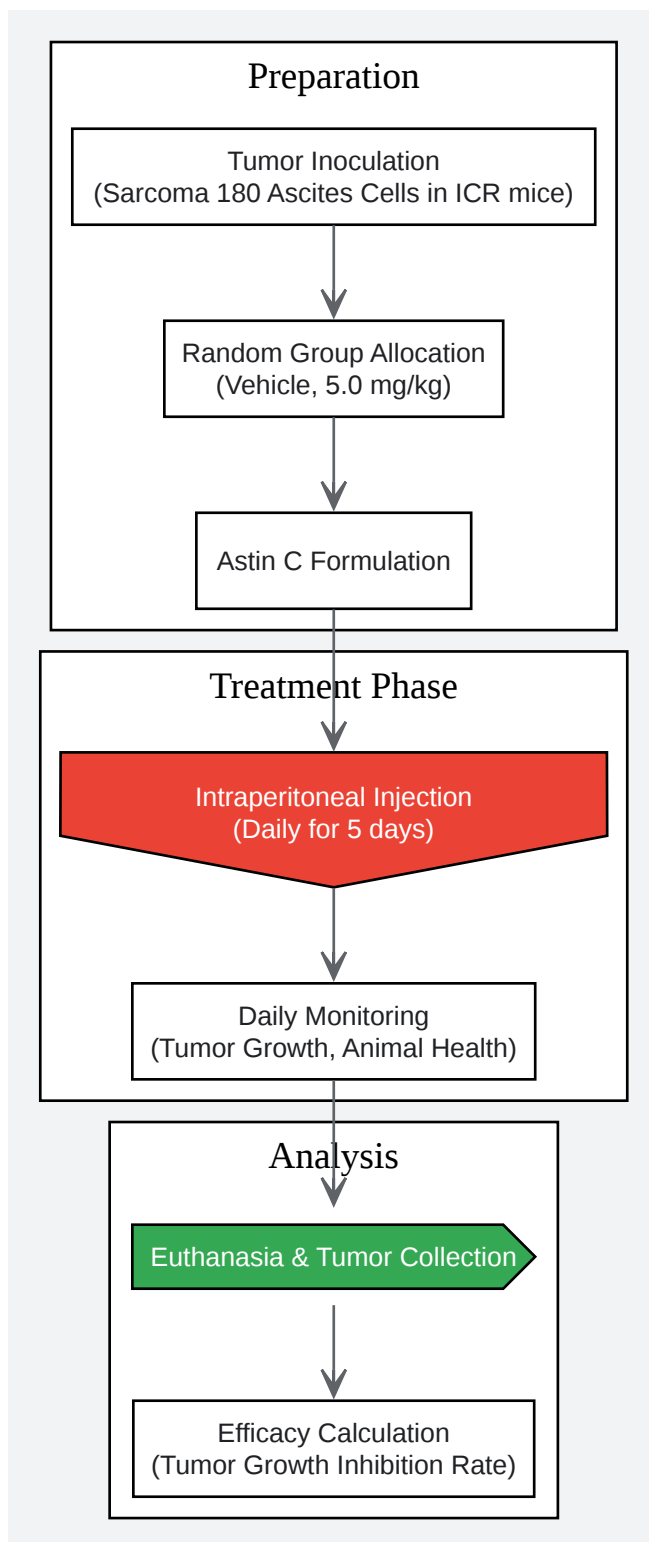 Preparation
Tumor Inoculation
(Sarcoma 180 Ascites Cells in ICR mice)
Random Group Allocation
(Vehicle, 5.0 mg/kg)
Astin C Formulation
Treatment Phase
Intraperitoneal Injection
(Daily for 5 days)
Daily Monitoring
(Tumor Growth, Animal Health)
Analysis
Euthanasia & Tumor Collection
Efficacy Calculation
(Tumor Growth Inhibition Rate)